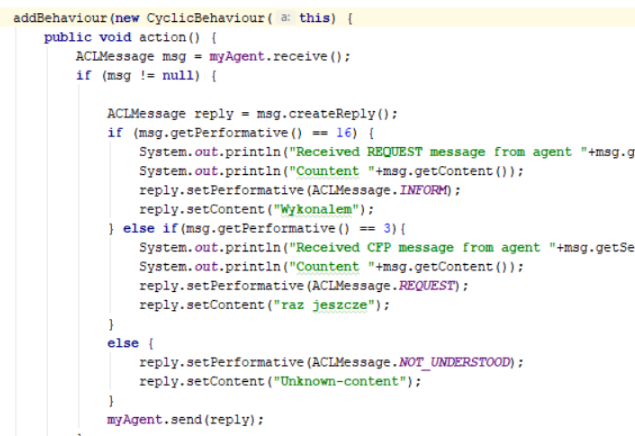 addBehaviour(new CyclicBehaviour( a: this) {
public void action() {
ACLMessage msg = myAgent.receive();
if (msg != null) {
ACLMessage reply = msg.createReply();
if (msg.getPerformative() == 16) {
System.out.println("Received REQUEST message from agent "+msg.g
System.out.println("Countent "+msg.getContent());
reply.setPerformative(ACLMessage.INFORM);
reply.setContent("Wykonalem");
} else if(msg.getPerformative() == 3){
System.out.println("Received CFP message from agent "+msg.getSe
System.out.println("Countent "+msg.getContent());
reply.setPerformative(ACLMessage.REQUEST);
reply.setContent("raz jeszcze");
}
else {
reply.setPerformative(ACLMessage.NOT_UNDERSTOOD);
reply.setContent("Unknown-content");
}
myAgent.send(reply);